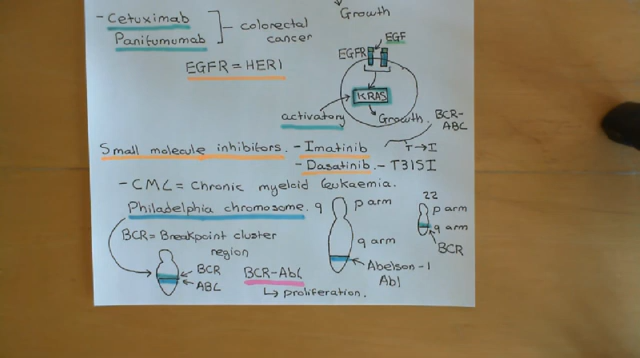 Growth
- Cetuximab
Panitumumab
colorectal
cancer
EGFR = HER1
EGF
EGFR
KRAS
activatory
Growth.
BCR-
ABL
Small molecule inhibitors. - Imatinib
T → I
- Dasatinib. - T315I
- CML = Chronic myeloid leukaemia.
Philadelphia chromosome.
9
p arm
q arm
Abelson-1
Abl
22
p arm
q arm
BCR
BCR = Breakpoint cluster
region
BCR
ABL
BCR-Abl
↳ proliferation.